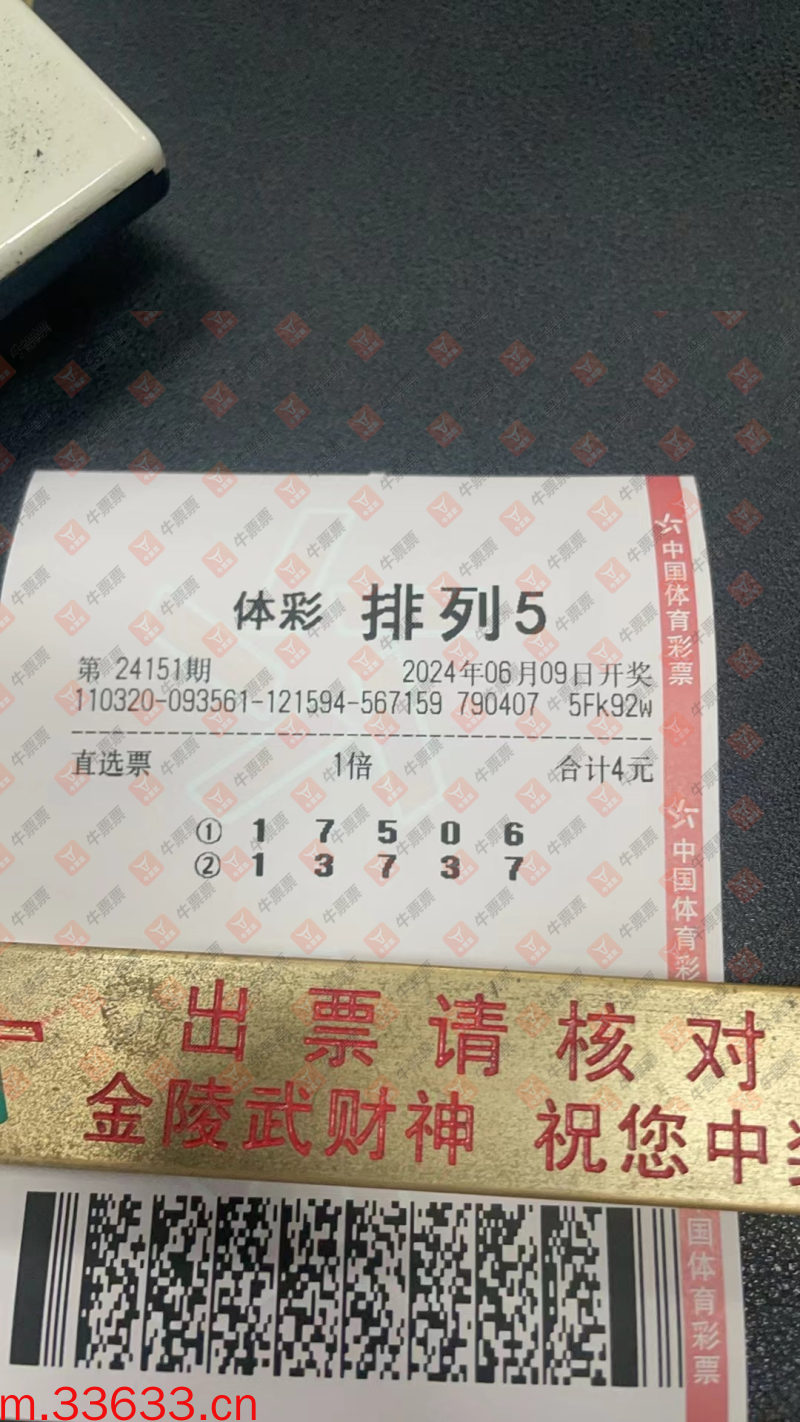 体彩 排列5
第 24151期 2024年06月09日开奖
110320-093561-121594-567159 790407 5Fk92w
直选票 1倍 合计4元
① 1 7 5 0 6
② 1 3 7 3 7
中国体育彩票
中国体育彩
出票请核对
金陵武财神 祝您中奖
国体育彩票
牛票票
m.33633.cn